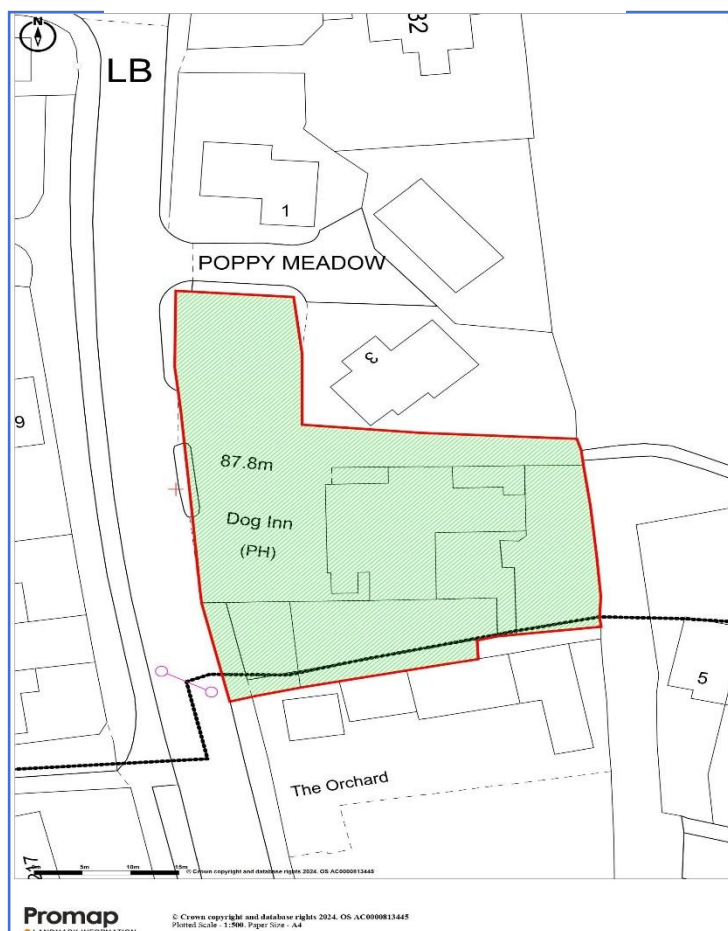 N
LB
32
1
POPPY MEADOW
3
9
87.8m
Dog Inn
(PH)
5
The Orchard
217
5m 10m 15m
© Crown copyright and database rights 2024. OS AC0000813445
Promap
LANDMARK INFORMATION
© Crown copyright and database rights 2024. OS AC0000813445
Plotted Scale - 1:500. Paper Size - A4